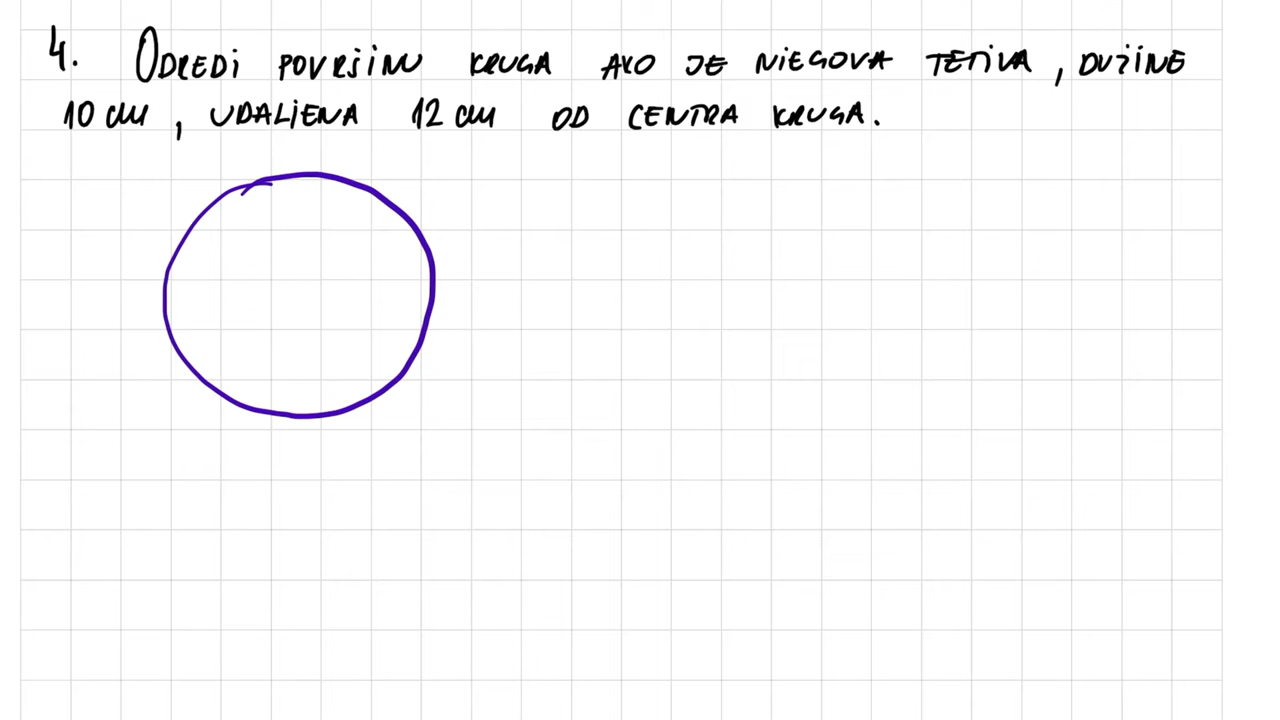 4. ODREDI POVRŠINU KRUGA AKO JE NJEGOVA TETIVA, DUŽINE
10 cm, UDALJENA 12 cm OD CENTRA KRUGA.